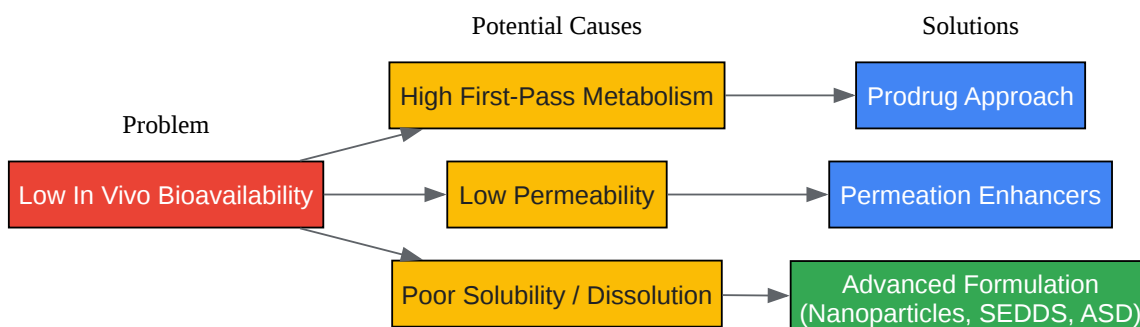 Potential Causes
Solutions
High First-Pass Metabolism
Prodrug Approach
Problem
Low In Vivo Bioavailability
Low Permeability
Permeation Enhancers
Poor Solubility / Dissolution
Advanced Formulation
(Nanoparticles, SEDDS, ASD)